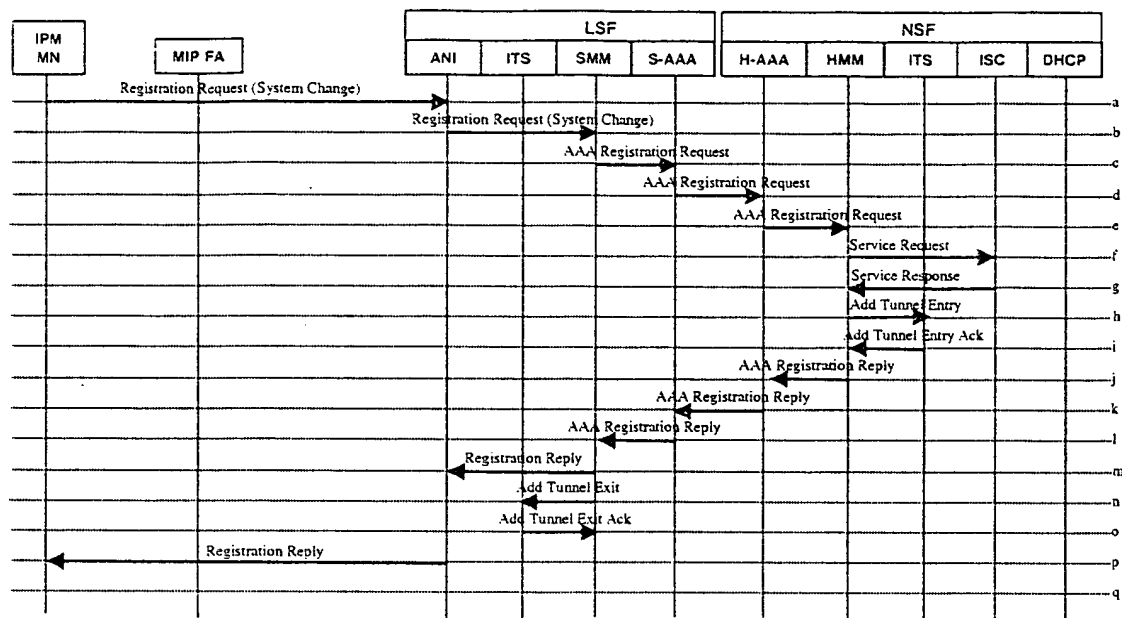 LSF
NSF
IPM
MN
MIP FA
ANI
ITS
SMM
S-AAA
H-AAA
HMM
ITS
ISC
DHCP
Registration Request (System Change)
a
Registration Request (System Change)
b
AAA Registration Request
c
AAA Registration Request
d
AAA Registration Request
e
Service Request
f
Service Response
g
Add Tunnel Entry
h
Add Tunnel Entry Ack
i
AAA Registration Reply
j
AAA Registration Reply
k
AAA Registration Reply
l
Registration Reply
m
Add Tunnel Exit
n
Add Tunnel Exit Ack
o
Registration Reply
p
q